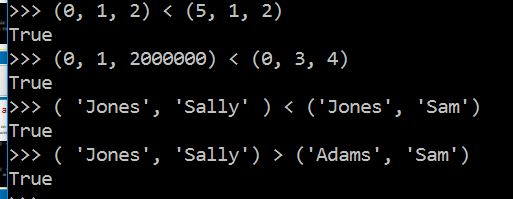 >>> (0, 1, 2) < (5, 1, 2)
True
>>> (0, 1, 2000000) < (0, 3, 4)
True
>>> ( 'Jones', 'Sally' ) < ('Jones', 'Sam')
True
>>> ( 'Jones', 'Sally') > ('Adams', 'Sam')
True
>>>